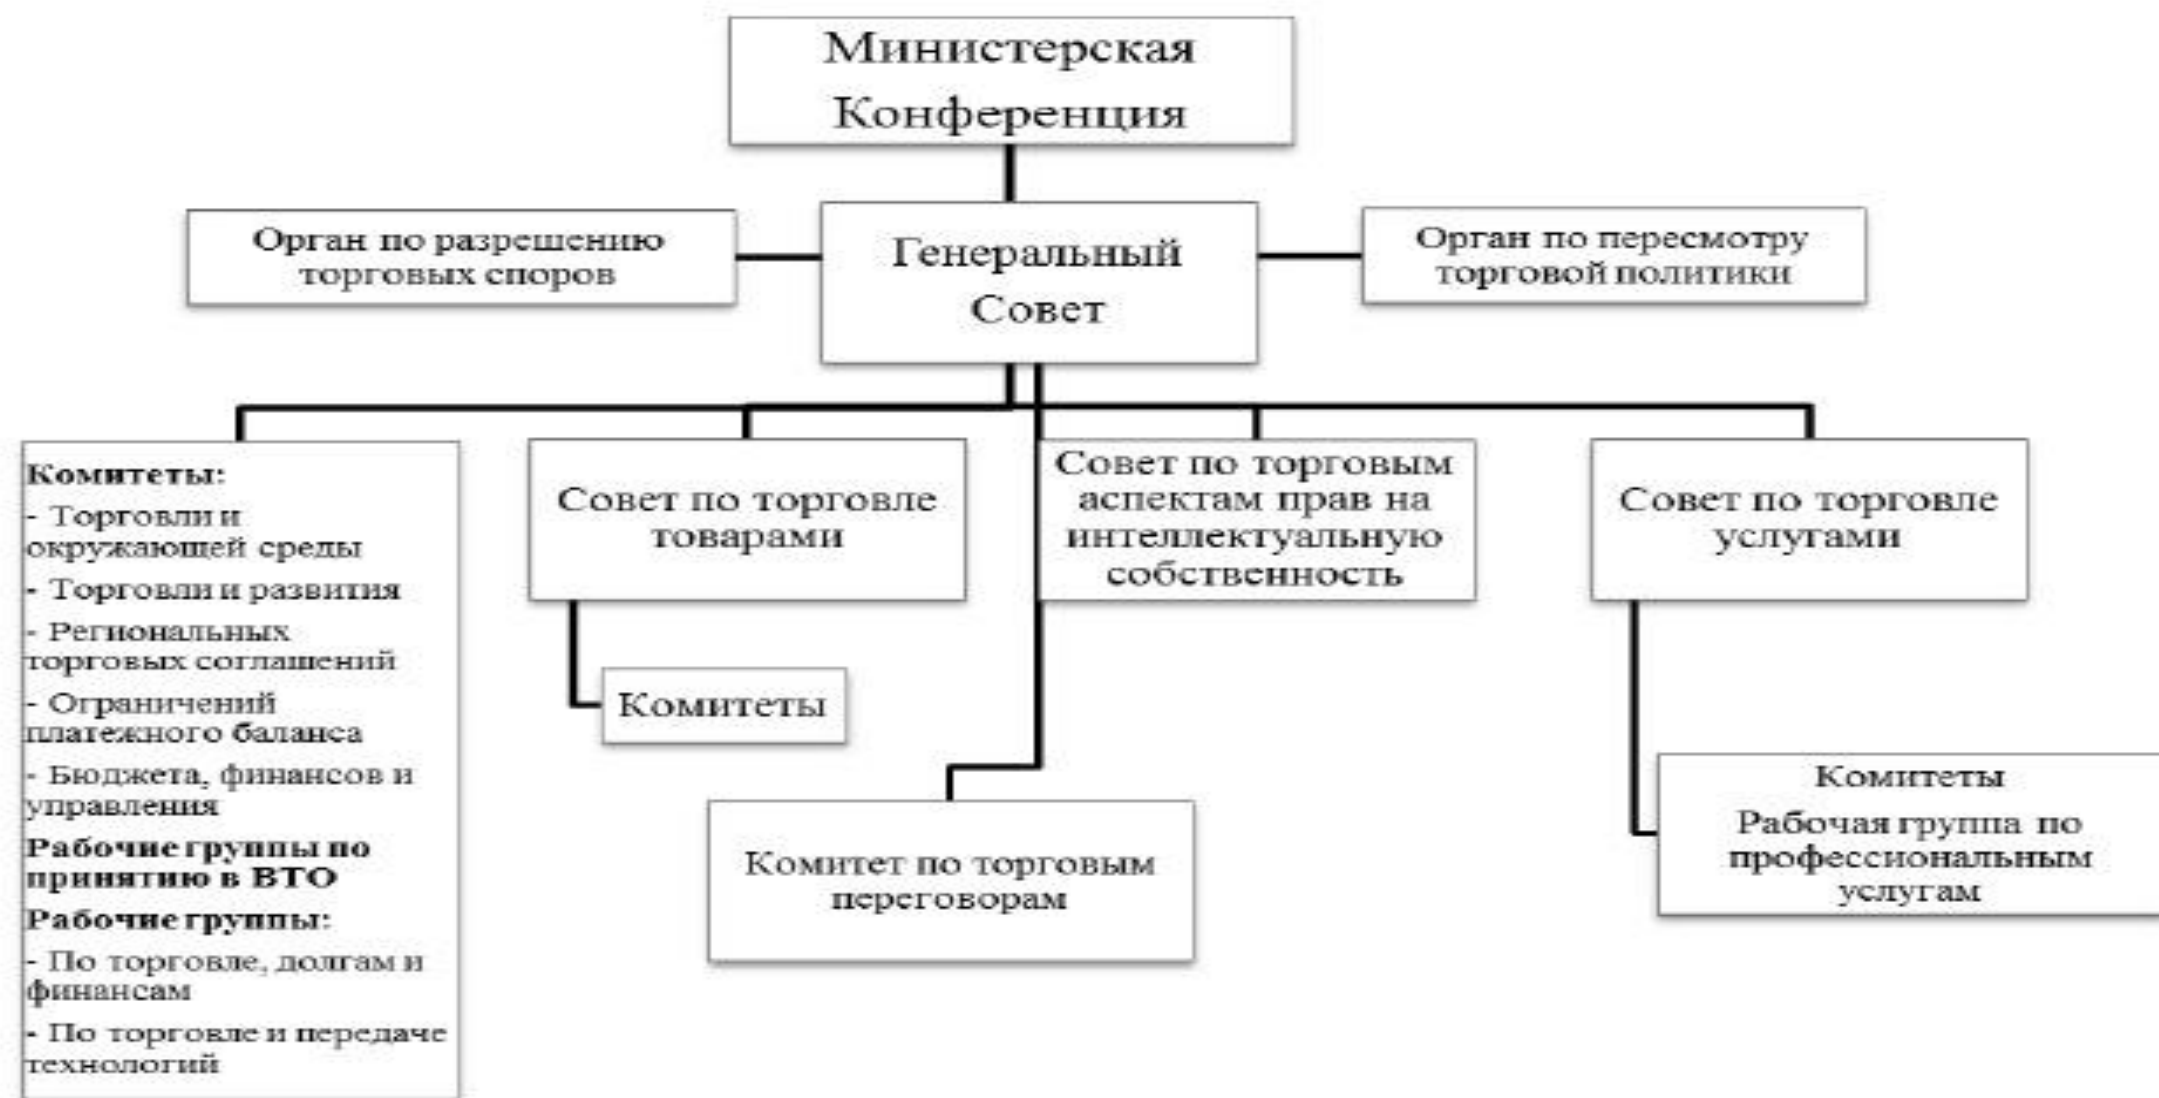 Министерская
Конференция
Орган по разрешению
торговых споров
Генеральный
Совет
Орган по пересмотру
торговой политики
Комитеты:
- Торговли и
окружающей среды
- Торговли и развития
- Региональных
торговых соглашений
- Ограничений
платежного баланса
- Бюджета, финансов и
управления
Рабочие группы по
принятию в ВТО
Рабочие группы:
- По торговле, долгам и
финансам
- По торговле и передаче
технологий
Совет по торговле
товарами
Комитеты
Совет по торговым
аспектам прав на
интеллектуальную
собственность
Комитет по торговым
переговорам
Совет по торговле
услугами
Комитеты
Рабочая группа по
профессиональным
услугам